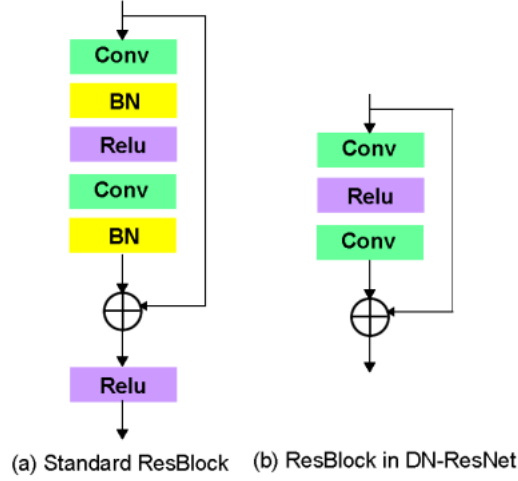 Conv
BN
Relu
Conv
BN
Relu
(a) Standard ResBlock
Conv
Relu
Conv
(b) ResBlock in DN-ResNet